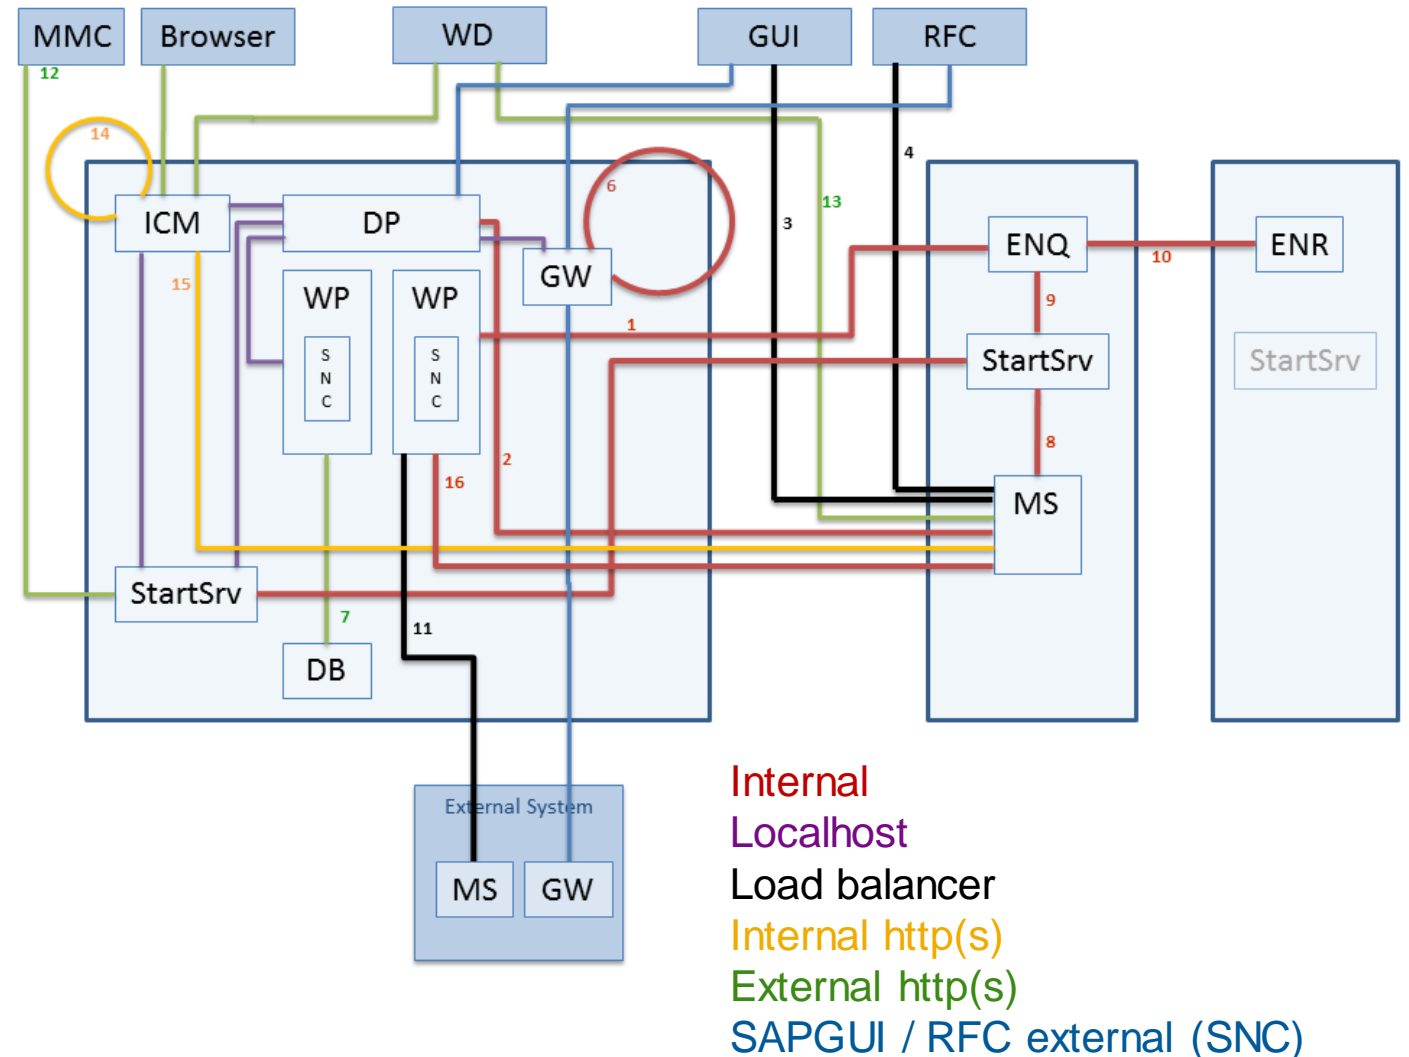 MMC
Browser
WD
GUI
RFC
12
14
6
4
13
3
ICM
DP
GW
ENQ
ENR
10
15
WP
WP
9
1
S
N
C
S
N
C
StartSrv
StartSrv
8
2
16
MS
StartSrv
7
11
DB
External System
MS
GW
Internal
Localhost
Load balancer
Internal http(s)
External http(s)
SAPGUI / RFC external (SNC)